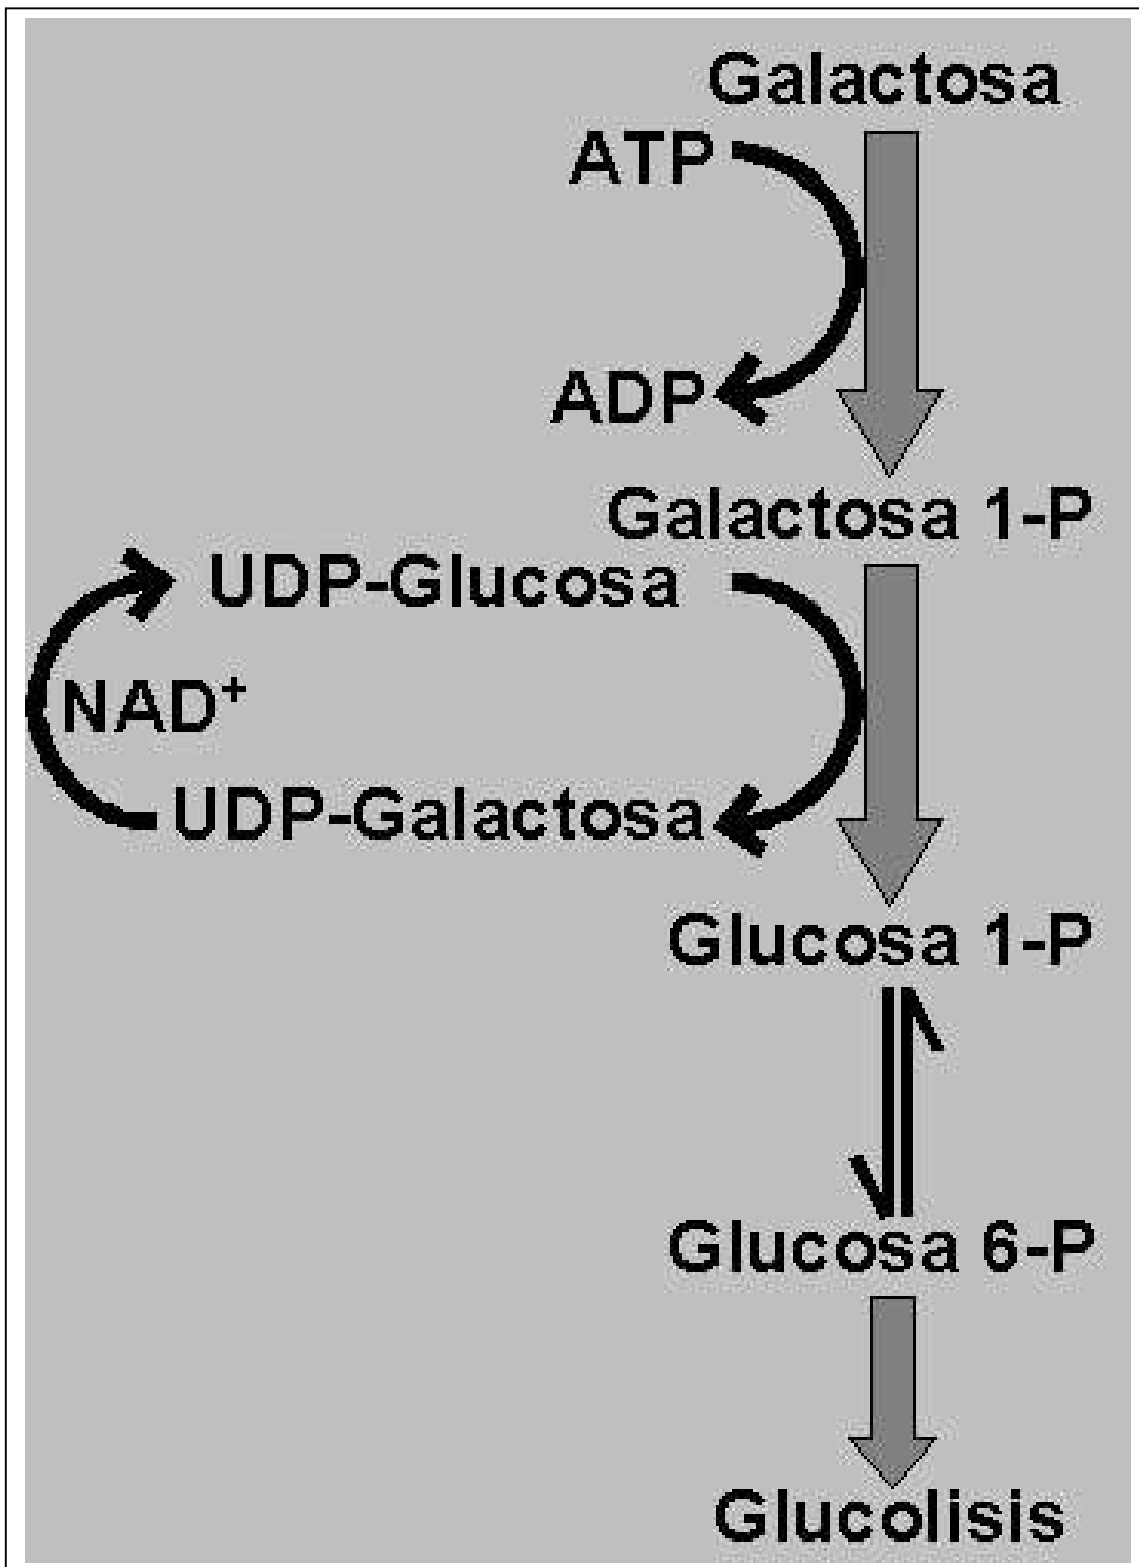 Galactosa
ATP
ADP
Galactosa 1-P
UDP-Glucosa
NAD⁺
UDP-Galactosa
Glucosa 1-P
Glucosa 6-P
Glucolisis